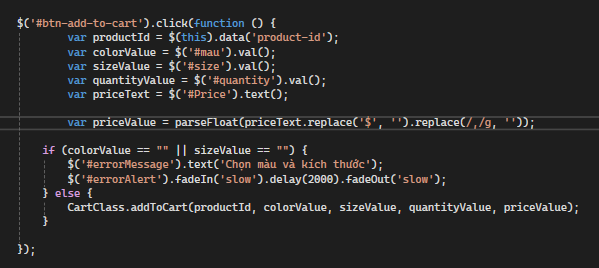 $('#btn-add-to-cart').click(function () {
var productId = $(this).data('product-id');
var colorValue = $('#mau').val();
var sizeValue = $('#size').val();
var quantityValue = $('#quantity').val();
var priceText = $('#Price').text();
var priceValue = parseFloat(priceText.replace('$', '').replace(/,/g, ''));
if (colorValue == "" || sizeValue == "") {
$('#errorMessage').text('Chọn màu và kích thước');
$('#errorAlert').fadeIn('slow').delay(2000).fadeOut('slow');
} else {
CartClass.addToCart(productId, colorValue, sizeValue, quantityValue, priceValue);
}
});